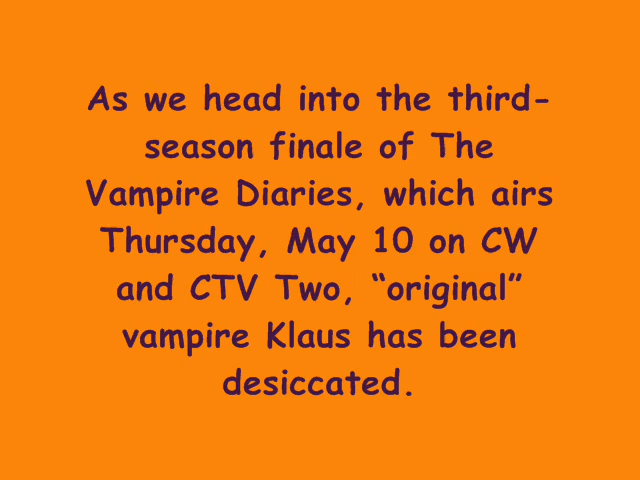 As we head into the third-
season finale of The
Vampire Diaries, which airs
Thursday, May 10 on CW
and CTV Two, “original”
vampire Klaus has been
desiccated.